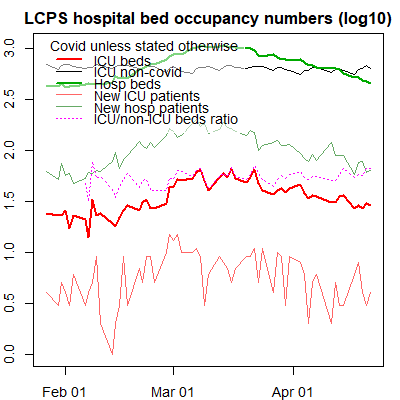 LCPS hospital bed occupancy numbers (log10)
Covid unless stated otherwise
ICU beds
ICU non-covid
Hosp beds
New ICU patients
New hosp patients
ICU/non-ICU beds ratio
3.0
2.5
2.0
1.5
1.0
0.5
0.0
Feb 01
Mar 01
Apr 01